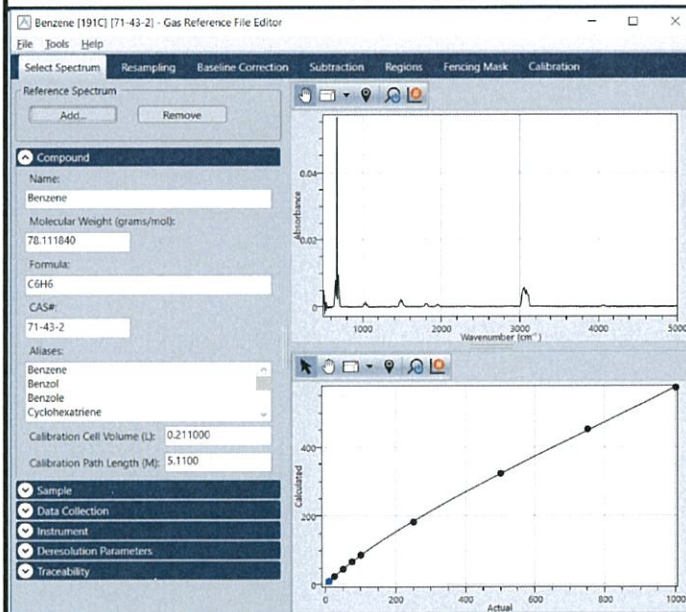 Benzene [191C] [71-43-2] - Gas Reference File Editor
File Tools Help
Select Spectrum Resampling Baseline Correction Subtraction Regions Fencing Mask Calibration
Reference Spectrum
Add... Remove
Compound
Name:
Benzene
Molecular Weight (grams/mol):
78.111840
Formula:
C6H6
CAS#:
71-43-2
Aliases:
Benzene
Benzol
Benzole
Cyclohexatriene
Calibration Cell Volume (L): 0.211000
Calibration Path Length (M): 5.1100
Sample
Data Collection
Instrument
Deresolution Parameters
Traceability
Absorbance
0.04
0.02
0
1000 2000 3000 4000 5000
Wavenumber (cm⁻¹)
Calculated
400
200
0
0 200 400 600 800 1000
Actual